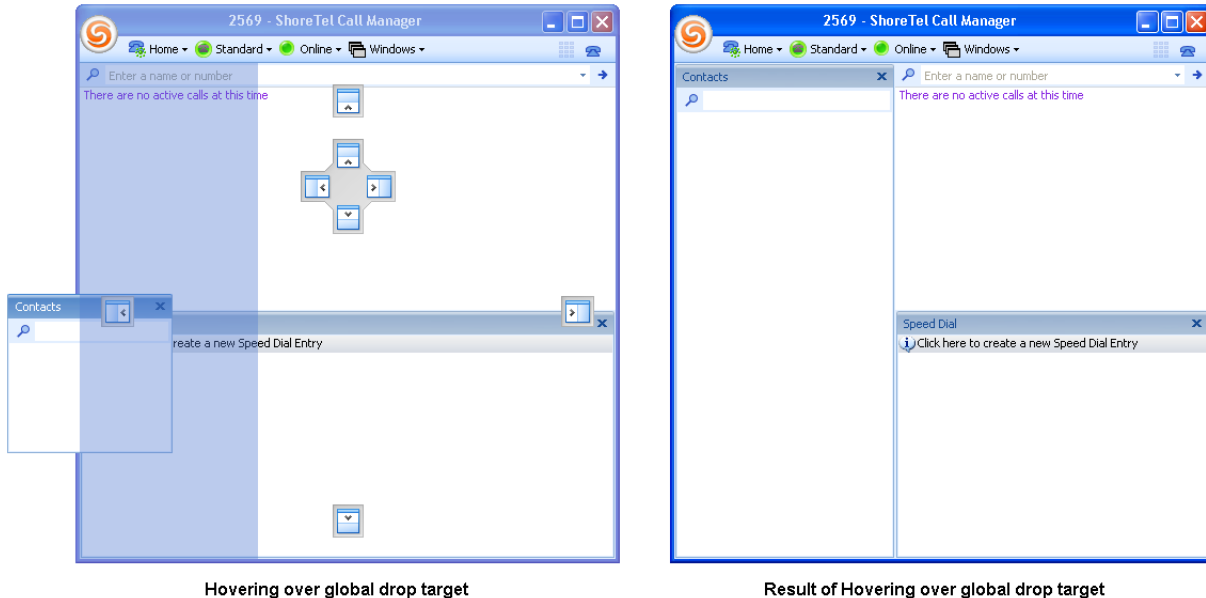 2569 - ShoreTel Call Manager
Home Standard Online Windows
Enter a name or number
There are no active calls at this time
Contacts
reate a new Speed Dial Entry
Hovering over global drop target
2569 - ShoreTel Call Manager
Home Standard Online Windows
Contacts
Enter a name or number
There are no active calls at this time
Speed Dial
Click here to create a new Speed Dial Entry
Result of Hovering over global drop target